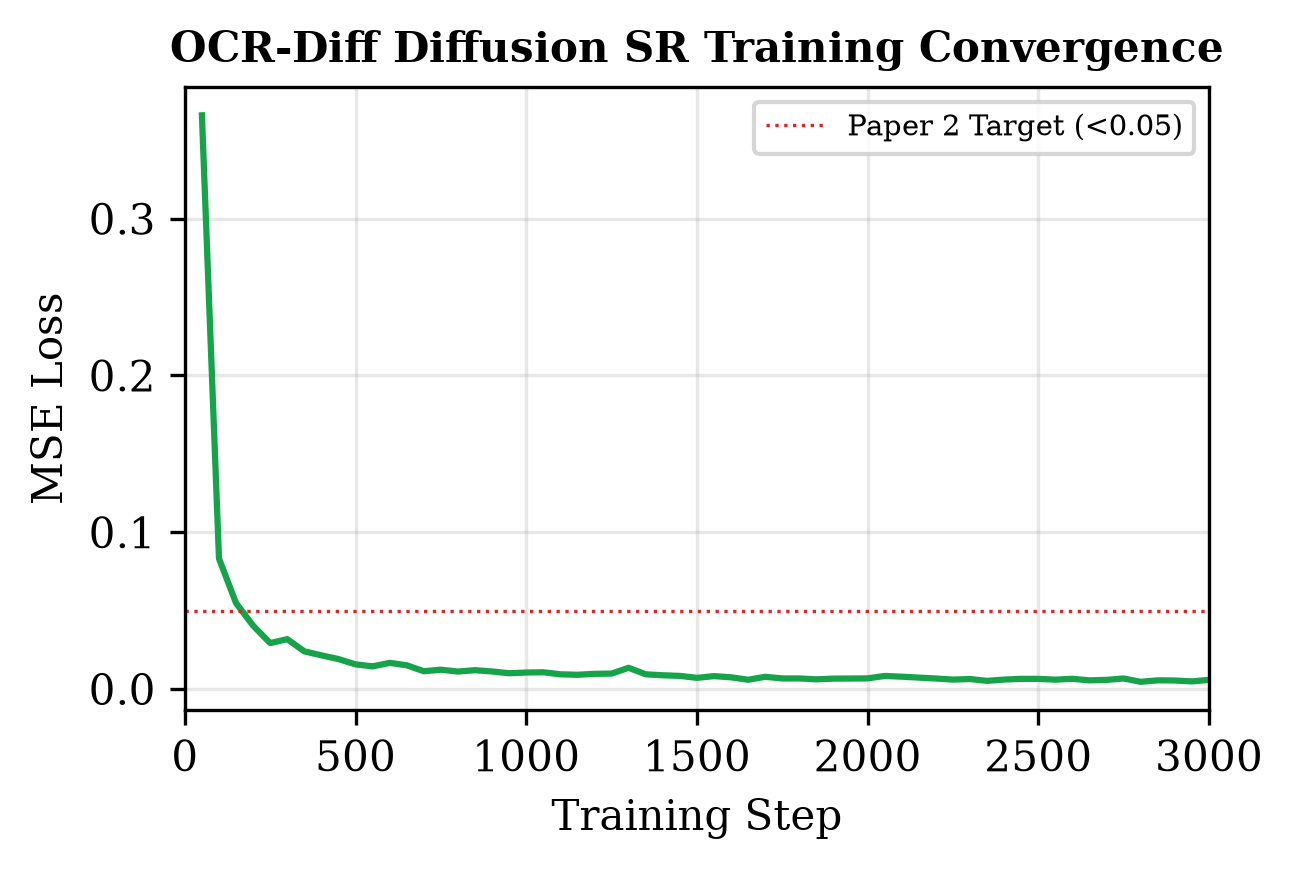 OCR-Diff Diffusion SR Training Convergence
Paper 2 Target (<0.05)
MSE Loss
0.3
0.2
0.1
0.0
0 500 1000 1500 2000 2500 3000
Training Step